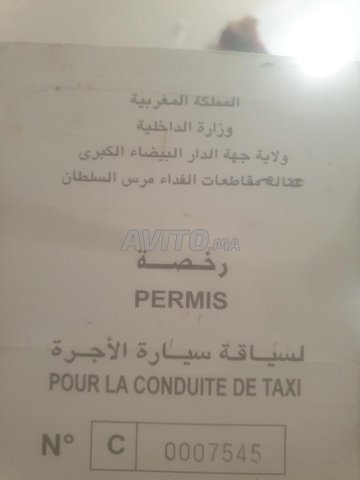 المملكة المغربية
وزارة الداخلية
ولاية جهة الدار البيضاء الكبرى
عمالة مقاطعات الفداء مرس السلطان
AVITO.MA
رخصة
PERMIS
لسياقة سيارة الأجرة
POUR LA CONDUITE DE TAXI
N° C 0007545